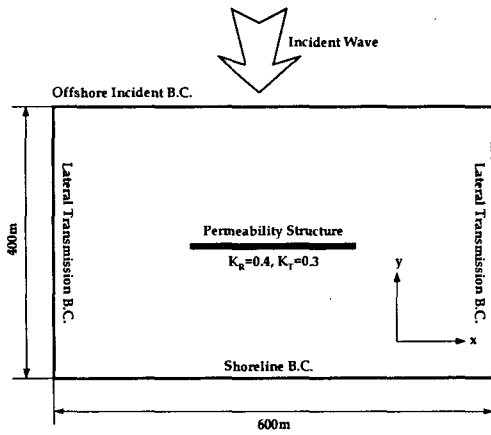 Incident Wave
Offshore Incident B.C.
Lateral Transmission B.C.
Lateral Transmission B.C.
400m
Permeability Structure
K_R=0.4, K_T=0.3
y
x
Shoreline B.C.
600m